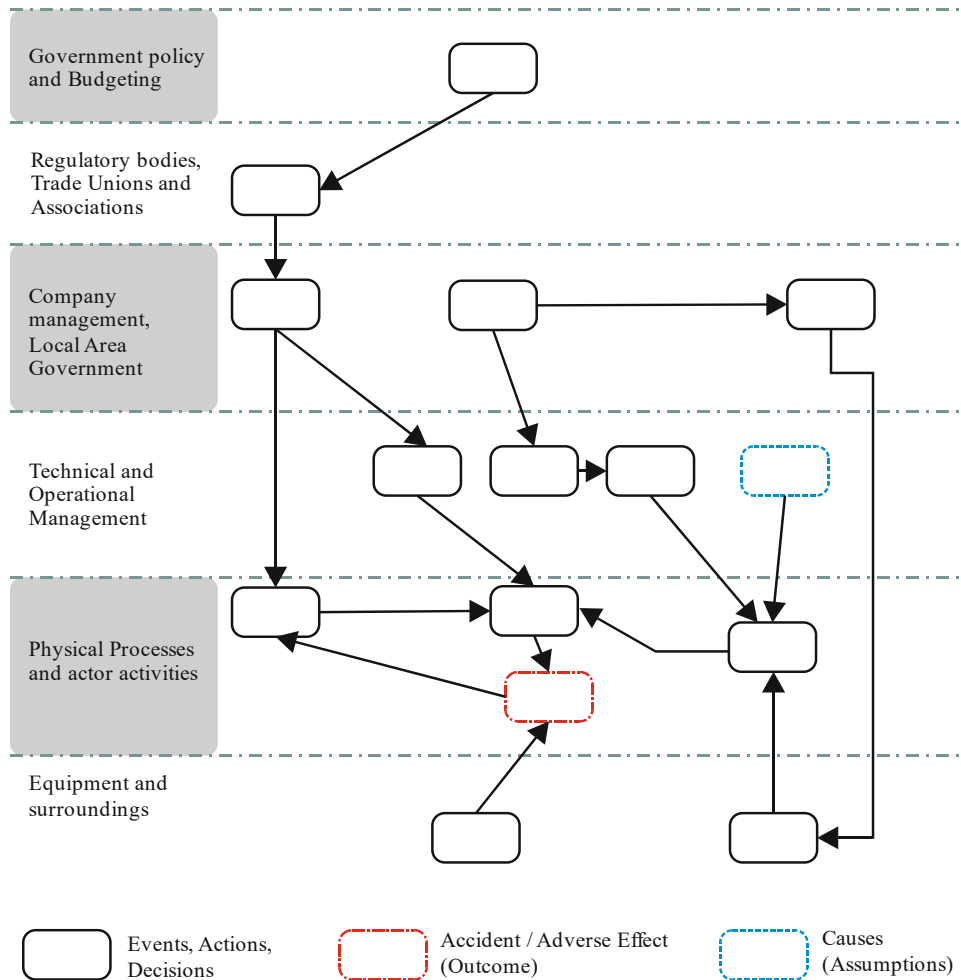 Government policy
and Budgeting
Regulatory bodies,
Trade Unions and
Associations
Company
management,
Local Area
Government
Technical and
Operational
Management
Physical Processes
and actor activities
Equipment and
surroundings
Events, Actions,
Decisions
Accident / Adverse Effect
(Outcome)
Causes
(Assumptions)